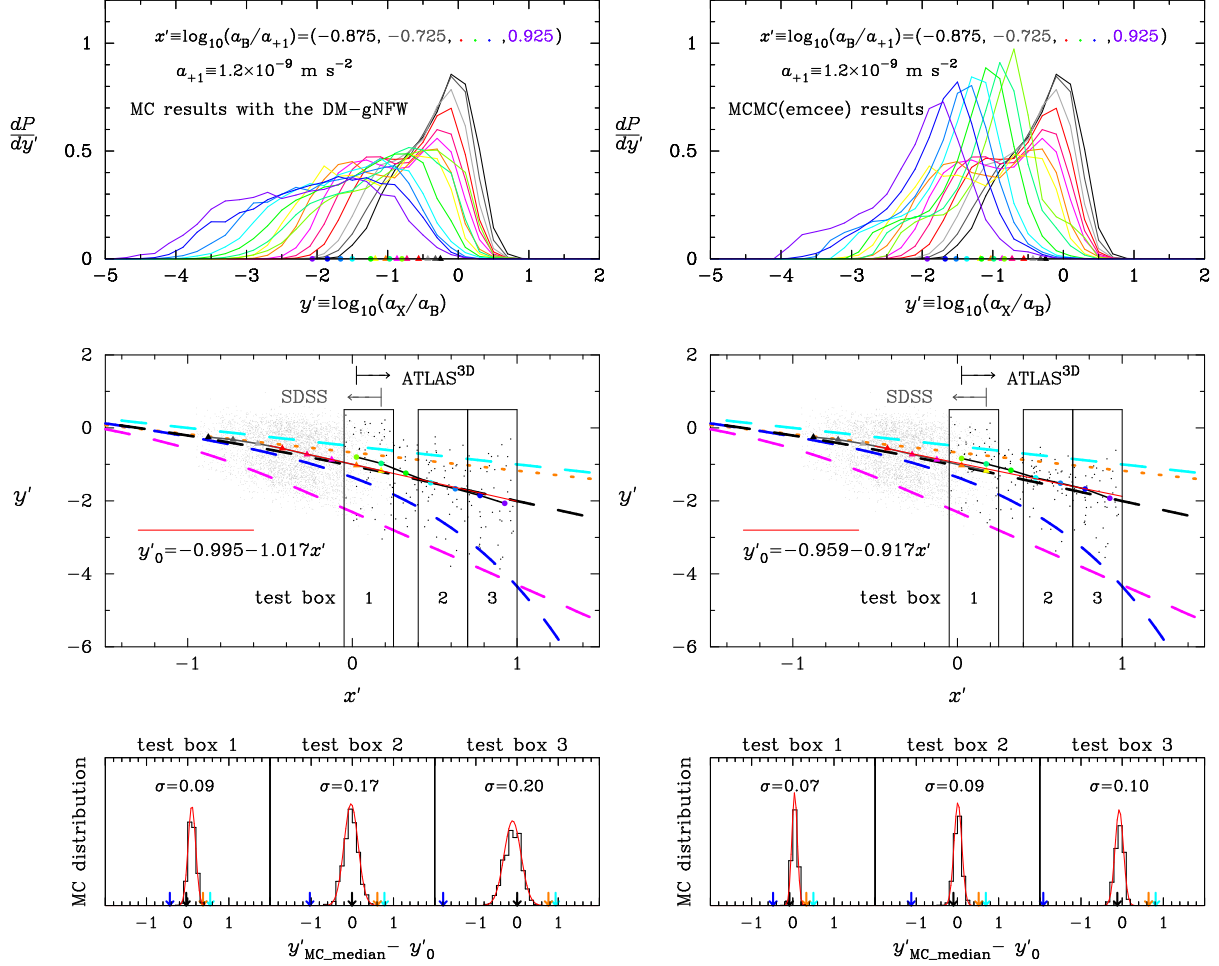 x′≡log10(aB/a+1)=(−0.875, −0.725, . . . ,0.925)
a+1≡1.2×10−9 m s−2
MC results with the DM−gNFW
dP
dy′
1
0.5
0
−5 −4 −3 −2 −1 0 1 2
y′≡log10(aX/aB)
x′≡log10(aB/a+1)=(−0.875, −0.725, . . . ,0.925)
a+1≡1.2×10−9 m s−2
MCMC(emcee) results
dP
dy′
1
0.5
0
−5 −4 −3 −2 −1 0 1 2
y′≡log10(aX/aB)
ATLAS3D
SDSS
y′
2
0
−2
−4
−6
y′0=−0.995−1.017x′
test box 1 2 3
−1 0 1
x′
ATLAS3D
SDSS
y′
2
0
−2
−4
−6
y′0=−0.959−0.917x′
test box 1 2 3
−1 0 1
x′
test box 1 test box 2 test box 3
MC distribution
σ=0.09 σ=0.17 σ=0.20
−1 0 1 −1 0 1 −1 0 1
y′MC_median− y′0
test box 1 test box 2 test box 3
MC distribution
σ=0.07 σ=0.09 σ=0.10
−1 0 1 −1 0 1 −1 0 1
y′MC_median− y′0